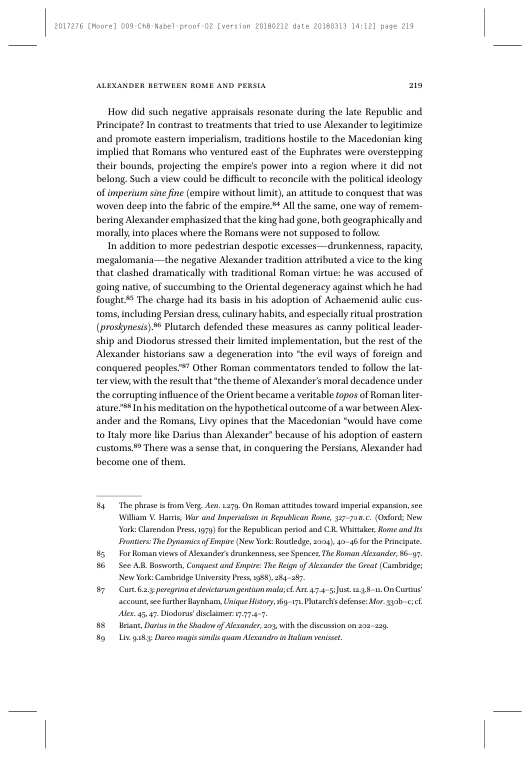 2017276 [Moore] 009-Ch8-Nabel-proof-02 [version 20180212 date 20180313 14:12] page 219
ALEXANDER BETWEEN ROME AND PERSIA 219
How did such negative appraisals resonate during the late Republic and
Principate? In contrast to treatments that tried to use Alexander to legitimize
and promote eastern imperialism, traditions hostile to the Macedonian king
implied that Romans who ventured east of the Euphrates were overstepping
their bounds, projecting the empire's power into a region where it did not
belong. Such a view could be difficult to reconcile with the political ideology
of imperium sine fine (empire without limit), an attitude to conquest that was
woven deep into the fabric of the empire.84 All the same, one way of remem-
bering Alexander emphasized that the king had gone, both geographically and
morally, into places where the Romans were not supposed to follow.
In addition to more pedestrian despotic excesses—drunkenness, rapacity,
megalomania—the negative Alexander tradition attributed a vice to the king
that clashed dramatically with traditional Roman virtue: he was accused of
going native, of succumbing to the Oriental degeneracy against which he had
fought.85 The charge had its basis in his adoption of Achaemenid aulic cus-
toms, including Persian dress, culinary habits, and especially ritual prostration
(proskynesis).86 Plutarch defended these measures as canny political leader-
ship and Diodorus stressed their limited implementation, but the rest of the
Alexander historians saw a degeneration into “the evil ways of foreign and
conquered peoples.”87 Other Roman commentators tended to follow the lat-
ter view, with the result that “the theme of Alexander's moral decadence under
the corrupting influence of the Orient became a veritable topos of Roman liter-
ature.”88 In his meditation on the hypothetical outcome of a war between Alex-
ander and the Romans, Livy opines that the Macedonian “would have come
to Italy more like Darius than Alexander” because of his adoption of eastern
customs.89 There was a sense that, in conquering the Persians, Alexander had
become one of them.
84 The phrase is from Verg. Aen. 1.279. On Roman attitudes toward imperial expansion, see
William V. Harris, War and Imperialism in Republican Rome, 327–70 B.C. (Oxford; New
York: Clarendon Press, 1979) for the Republican period and C.R. Whittaker, Rome and Its
Frontiers: The Dynamics of Empire (New York: Routledge, 2004), 40–46 for the Principate.
85 For Roman views of Alexander's drunkenness, see Spencer, The Roman Alexander, 86–97.
86 See A.B. Bosworth, Conquest and Empire: The Reign of Alexander the Great (Cambridge;
New York: Cambridge University Press, 1988), 284–287.
87 Curt. 6.2.3: peregrina et devictarum gentium mala; cf. Arr. 4.7.4–5; Just. 12.3.8–11. On Curtius'
account, see further Baynham, Unique History, 169–171. Plutarch's defense: Mor. 330b–c; cf.
Alex. 45, 47. Diodorus' disclaimer: 17.77.4–7.
88 Briant, Darius in the Shadow of Alexander, 203, with the discussion on 202–229.
89 Liv. 9.18.3: Dareo magis similis quam Alexandro in Italiam venisset.